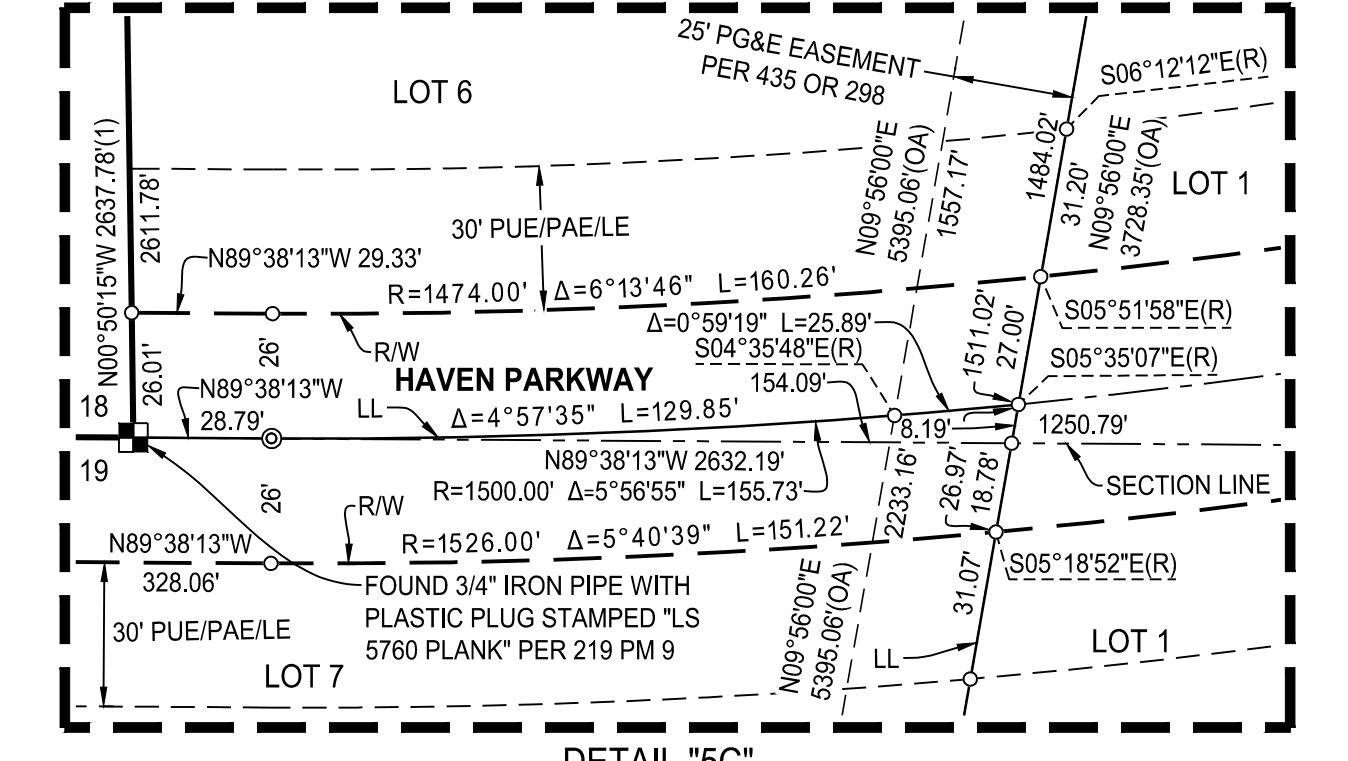 25' PG&E EASEMENT
PER 435 OR 298
S06°12'12"E(R)
LOT 6
N00°50'15"W 2637.78'(1)
2611.78'
N09°56'00"E
5395.06'(OA)
1557.17'
1484.02'
31.20'
N09°56'00"E
3728.35'(OA)
LOT 1
30' PUE/PAE/LE
N89°38'13"W 29.33'
R=1474.00' Δ=6°13'46" L=160.26'
Δ=0°59'19" L=25.89'
1511.02'
27.00'
S05°51'58"E(R)
R/W
26'
26.01'
S04°35'48"E(R)
S05°35'07"E(R)
HAVEN PARKWAY
N89°38'13"W
28.79'
154.09'
18
LL
Δ=4°57'35" L=129.85'
8.19'
1250.79'
19
N89°38'13"W 2632.19'
SECTION LINE
R=1500.00' Δ=5°56'55" L=155.73'
2233.16'
26.97'
18.78'
26'
R/W
N89°38'13"W
328.06'
R=1526.00' Δ=5°40'39" L=151.22'
S05°18'52"E(R)
FOUND 3/4" IRON PIPE WITH
PLASTIC PLUG STAMPED "LS
5760 PLANK" PER 219 PM 9
N09°56'00"E
5395.06'(OA)
31.07'
30' PUE/PAE/LE
LOT 1
LL
LOT 7
DETAIL "5C"